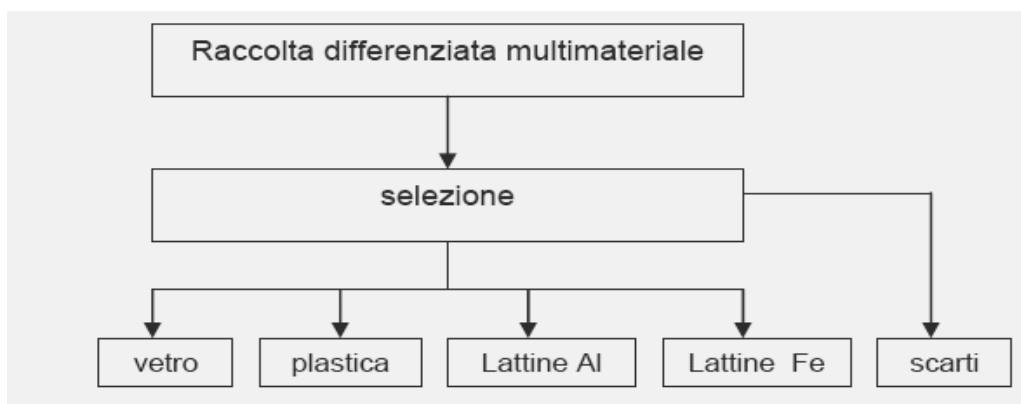 Raccolta differenziata multimateriale
selezione
vetro
plastica
Lattine Al
Lattine Fe
scarti